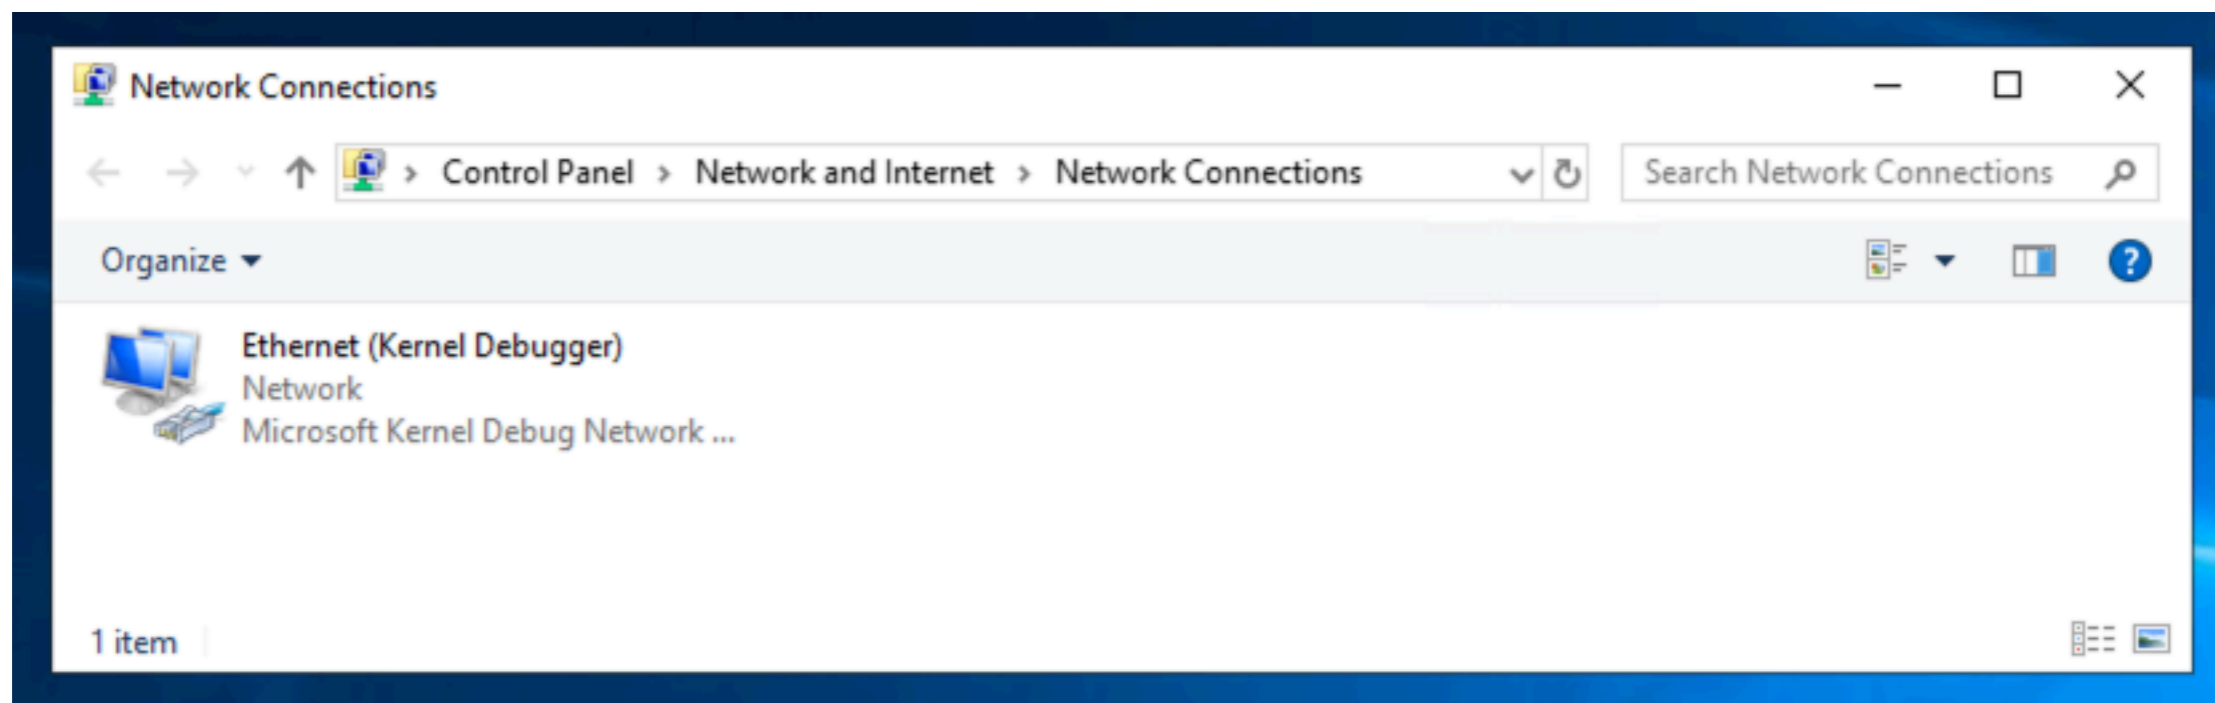 Network Connections
Control Panel > Network and Internet > Network Connections
Search Network Connections
Organize
Ethernet (Kernel Debugger)
Network
Microsoft Kernel Debug Network ...
1 item